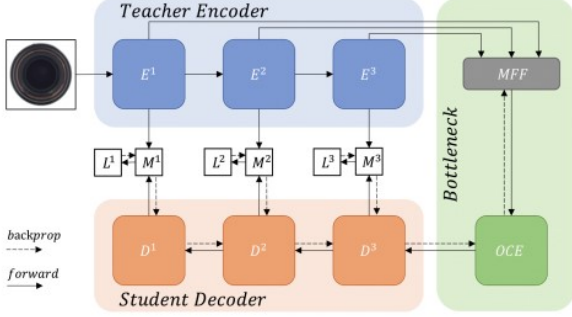 Teacher Encoder
E¹ E² E³ MFF
Bottleneck
L¹ M¹ L² M² L³ M³
backprop
forward
D¹ D² D³ OCE
Student Decoder